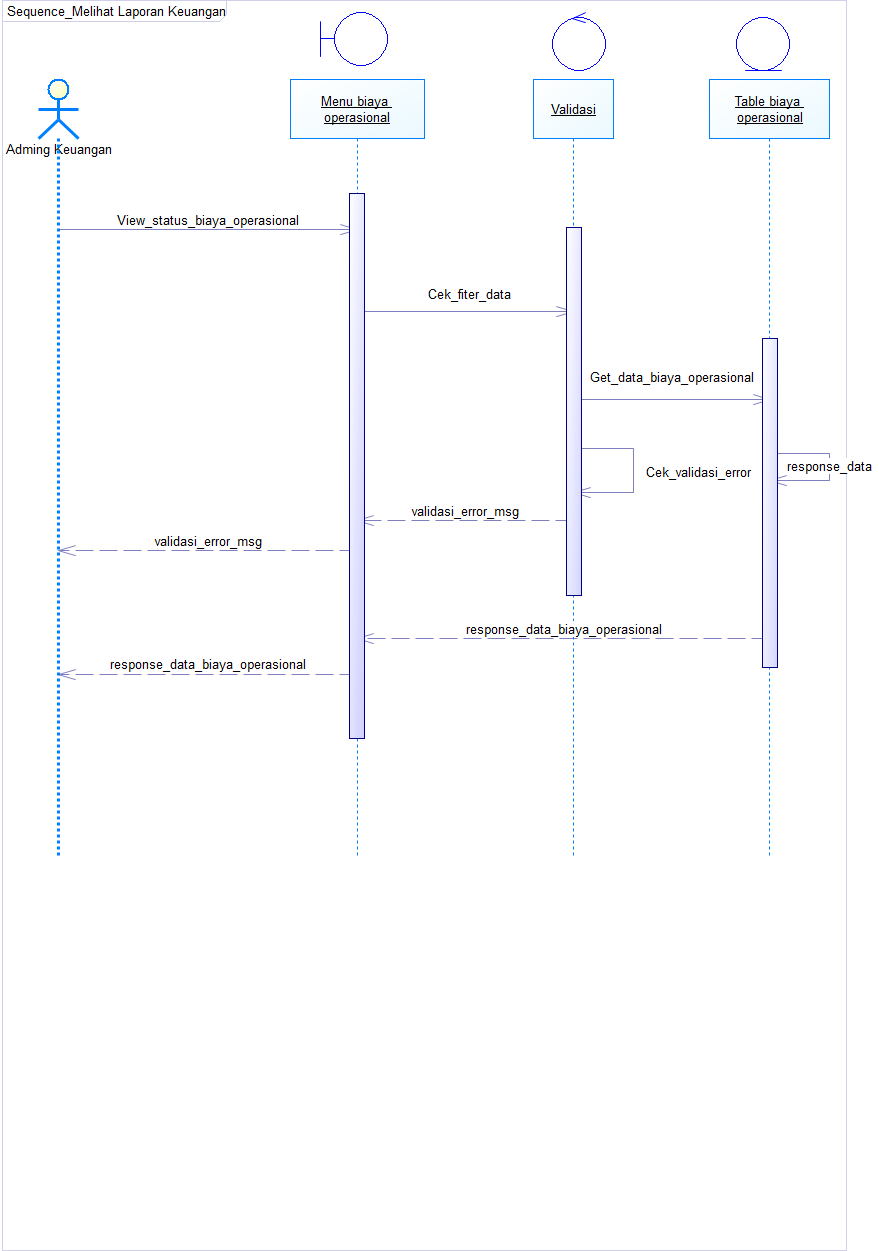 Sequence_Melihat Laporan Keuangan
Menu biaya
operasional
Validasi
Table biaya
operasional
Adming Keuangan
View_status_biaya_operasional
Cek_fiter_data
Get_data_biaya_operasional
Cek_validasi_error
response_data
validasi_error_msg
validasi_error_msg
response_data_biaya_operasional
response_data_biaya_operasional